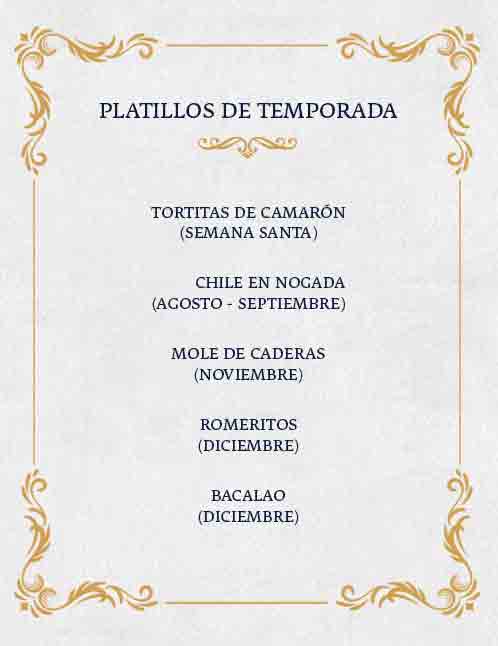 PLATILLOS DE TEMPORADA
TORTITAS DE CAMARÓN
(SEMANA SANTA)
CHILE EN NOGADA
(AGOSTO - SEPTIEMBRE)
MOLE DE CADERAS
(NOVIEMBRE)
ROMERITOS
(DICIEMBRE)
BACALAO
(DICIEMBRE)